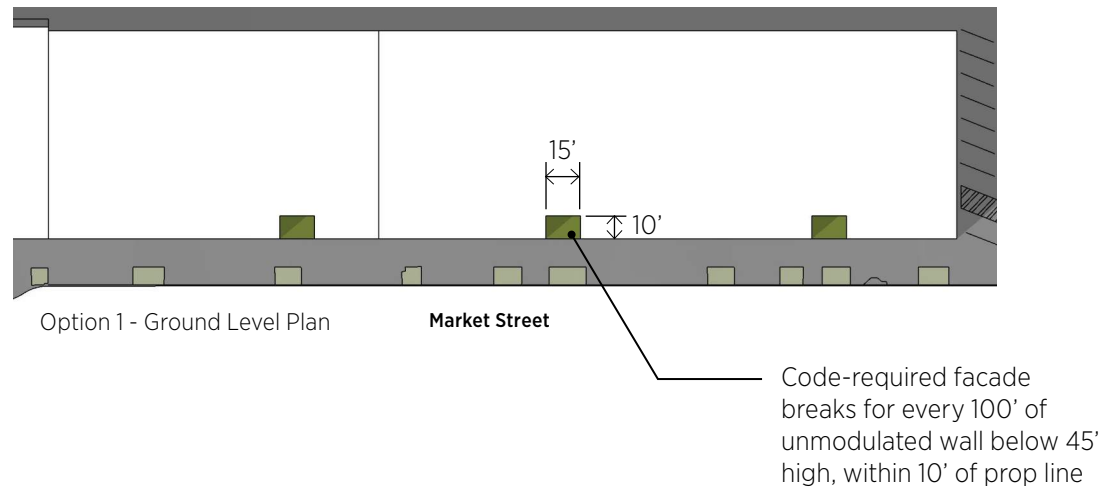 15’
10’
Option 1 - Ground Level Plan
Market Street
Code-required facade
breaks for every 100’ of
unmodulated wall below 45’
high, within 10’ of prop line